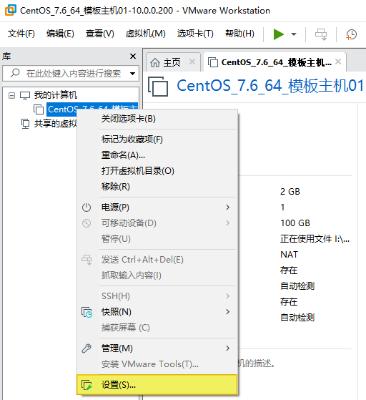 CentOS_7.6_64_模板主机01-10.0.0.200 - VMware Workstation
文件(F) 编辑(E) 查看(V) 虚拟机(M) 选项卡(T) 帮助(H)
库
在此处键入内容进行搜索
我的计算机
CentOS_7.6_64_模板主
共享的虚拟
主页
CentOS_7.6_64_模板主机...
CentOS_7.6_64_模板主机01
关闭选项卡(B)
标记为收藏(F)
重命名(A)...
打开虚拟机目录(O)
移除(R)
电源(P)
可移动设备(D)
暂停(U)
发送 Ctrl+Alt+Del(E)
抓取输入内容(I)
SSH(H)
快照(N)
捕获屏幕 (C)
管理(M)
安装 VMware Tools(T)...
设置(S)...
2 GB
1
100 GB
正在使用文件 I:\...
NAT
存在
自动检测
存在
自动检测
机的描述。